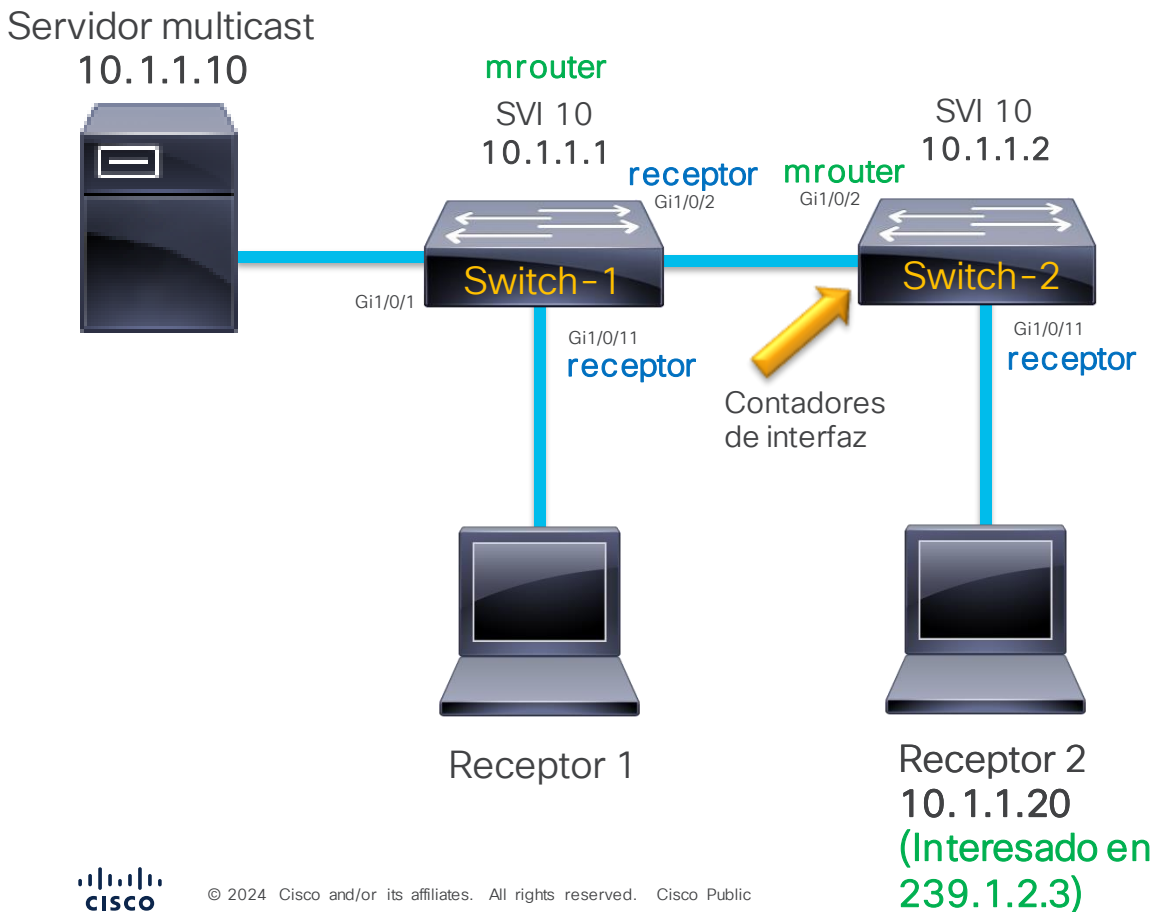 Servidor multicast
10.1.1.10
mrouter
SVI 10
10.1.1.1
SVI 10
10.1.1.2
receptor
Gi1/0/2
mrouter
Gi1/0/2
Switch-1
Switch-2
Gi1/0/1
Gi1/0/11
receptor
Gi1/0/11
receptor
Contadores
de interfaz
Receptor 1
Receptor 2
10.1.1.20
(Interesado en
239.1.2.3)
CISCO
© 2024 Cisco and/or its affiliates. All rights reserved. Cisco Public